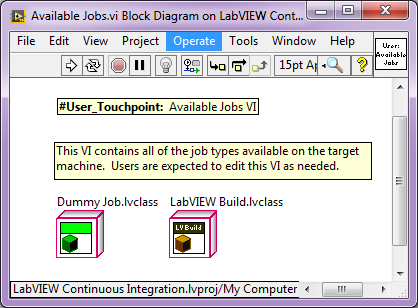 Available Jobs.vi Block Diagram on LabVIEW Cont...
File Edit View Project Operate Tools Window Help
User:
Available
Jobs
15pt Ap
#User_Touchpoint: Available Jobs VI
This VI contains all of the job types available on the target
machine. Users are expected to edit this VI as needed.
Dummy Job.lvclass LabVIEW Build.lvclass
LV Build
LabVIEW Continuous Integration.lvproj/My Computer